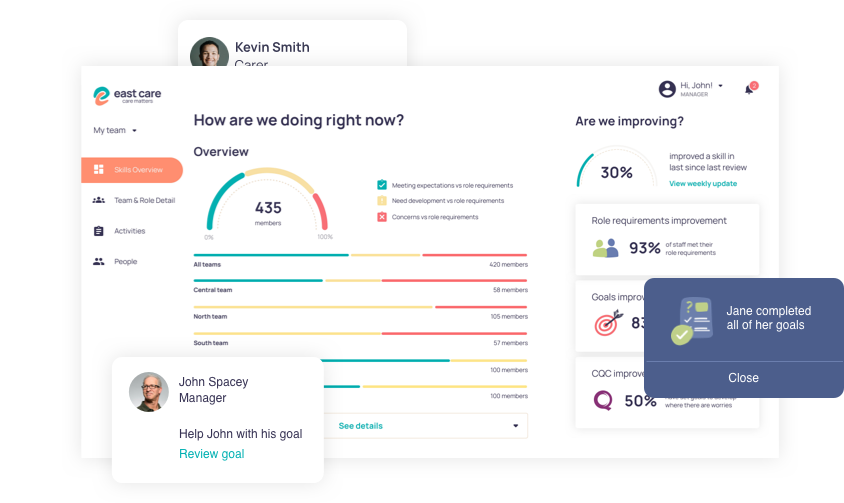 Kevin Smith
Carer
east care
care matters
Hi, John!
MANAGER
2
My team
How are we doing right now?
Are we improving?
Skills Overview
Team & Role Detail
Activities
People
Overview
435
members
0%
100%
Meeting expectations vs role requirements
Need development vs role requirements
Concerns vs role requirements
All teams
420 members
Central team
58 members
North team
105 members
South team
57 members
100 members
100 members
See details
30%
improved a skill in
last since last review
View weekly update
Role requirements improvement
93%
of staff met their
role requirements
Goals improv
83
CQC improve
50%
where there are worries
Jane completed
all of her goals
Close
John Spacey
Manager
Help John with his goal
Review goal